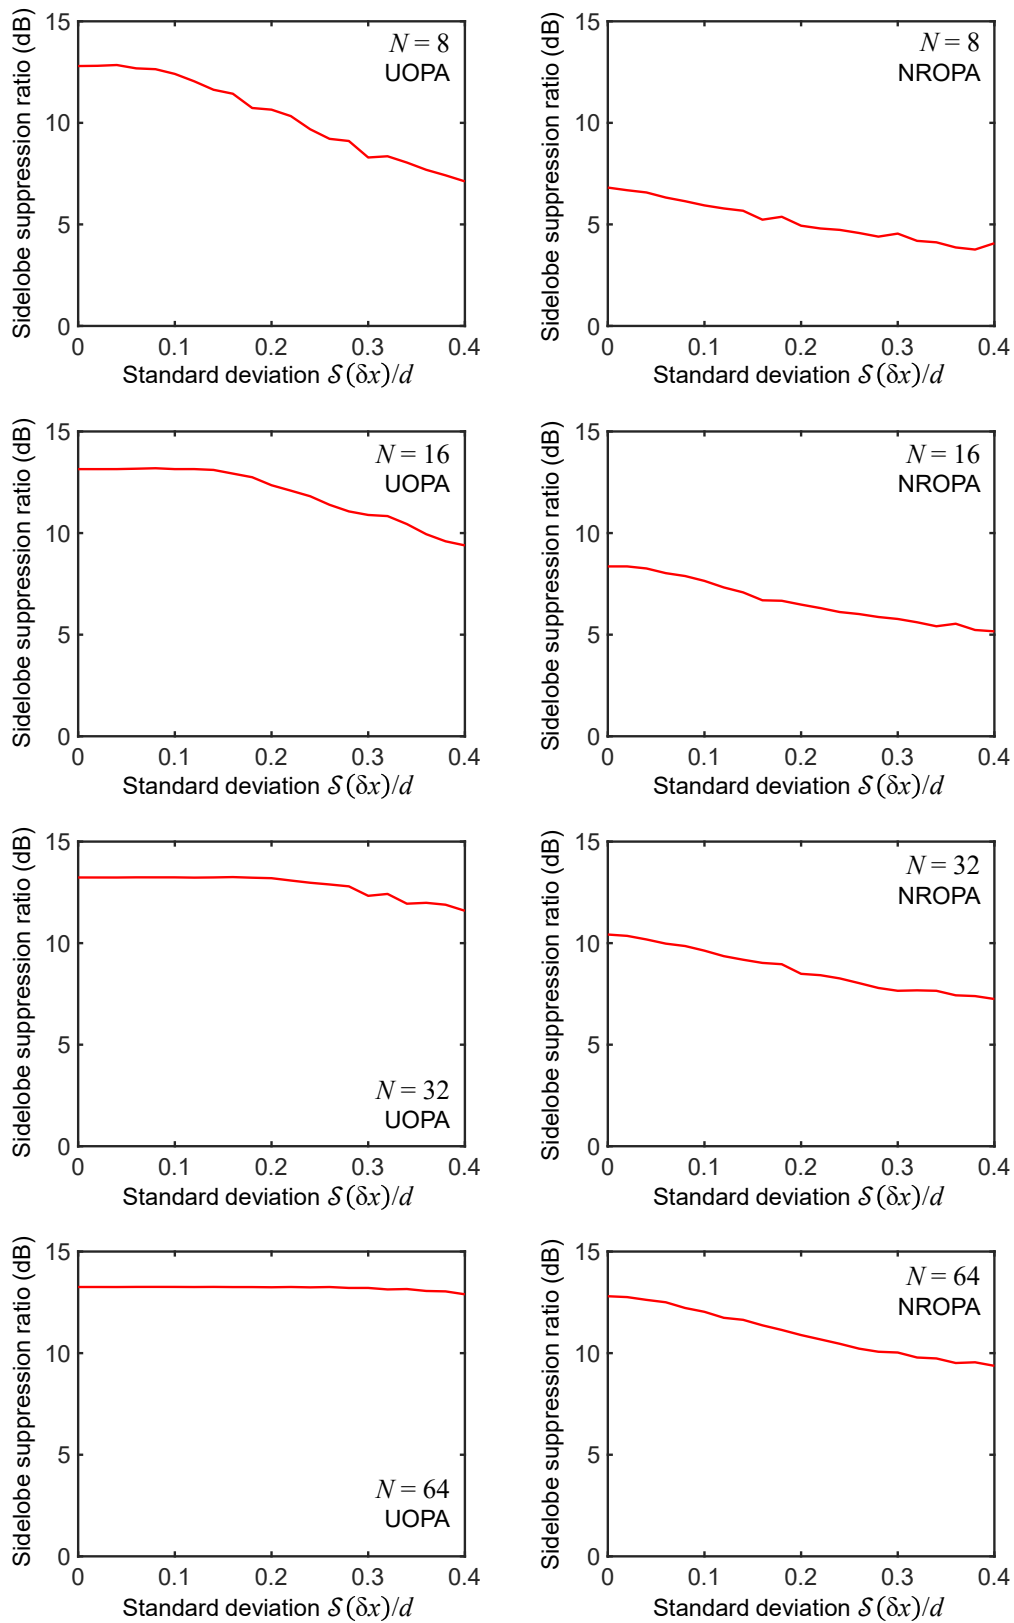 Sidelobe suppression ratio (dB)
15
10
5
0
N = 8
UOPA
0 0.1 0.2 0.3 0.4
Standard deviation 𝒮(δx)/d
Sidelobe suppression ratio (dB)
15
10
5
0
N = 8
NROPA
0 0.1 0.2 0.3 0.4
Standard deviation 𝒮(δx)/d
Sidelobe suppression ratio (dB)
15
10
5
0
N = 16
UOPA
0 0.1 0.2 0.3 0.4
Standard deviation 𝒮(δx)/d
Sidelobe suppression ratio (dB)
15
10
5
0
N = 16
NROPA
0 0.1 0.2 0.3 0.4
Standard deviation 𝒮(δx)/d
Sidelobe suppression ratio (dB)
15
10
5
0
N = 32
UOPA
0 0.1 0.2 0.3 0.4
Standard deviation 𝒮(δx)/d
Sidelobe suppression ratio (dB)
15
10
5
0
N = 32
NROPA
0 0.1 0.2 0.3 0.4
Standard deviation 𝒮(δx)/d
Sidelobe suppression ratio (dB)
15
10
5
0
N = 64
UOPA
0 0.1 0.2 0.3 0.4
Standard deviation 𝒮(δx)/d
Sidelobe suppression ratio (dB)
15
10
5
0
N = 64
NROPA
0 0.1 0.2 0.3 0.4
Standard deviation 𝒮(δx)/d